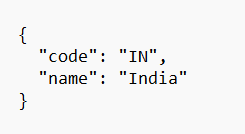 {
  "code": "IN",
  "name": "India"
}